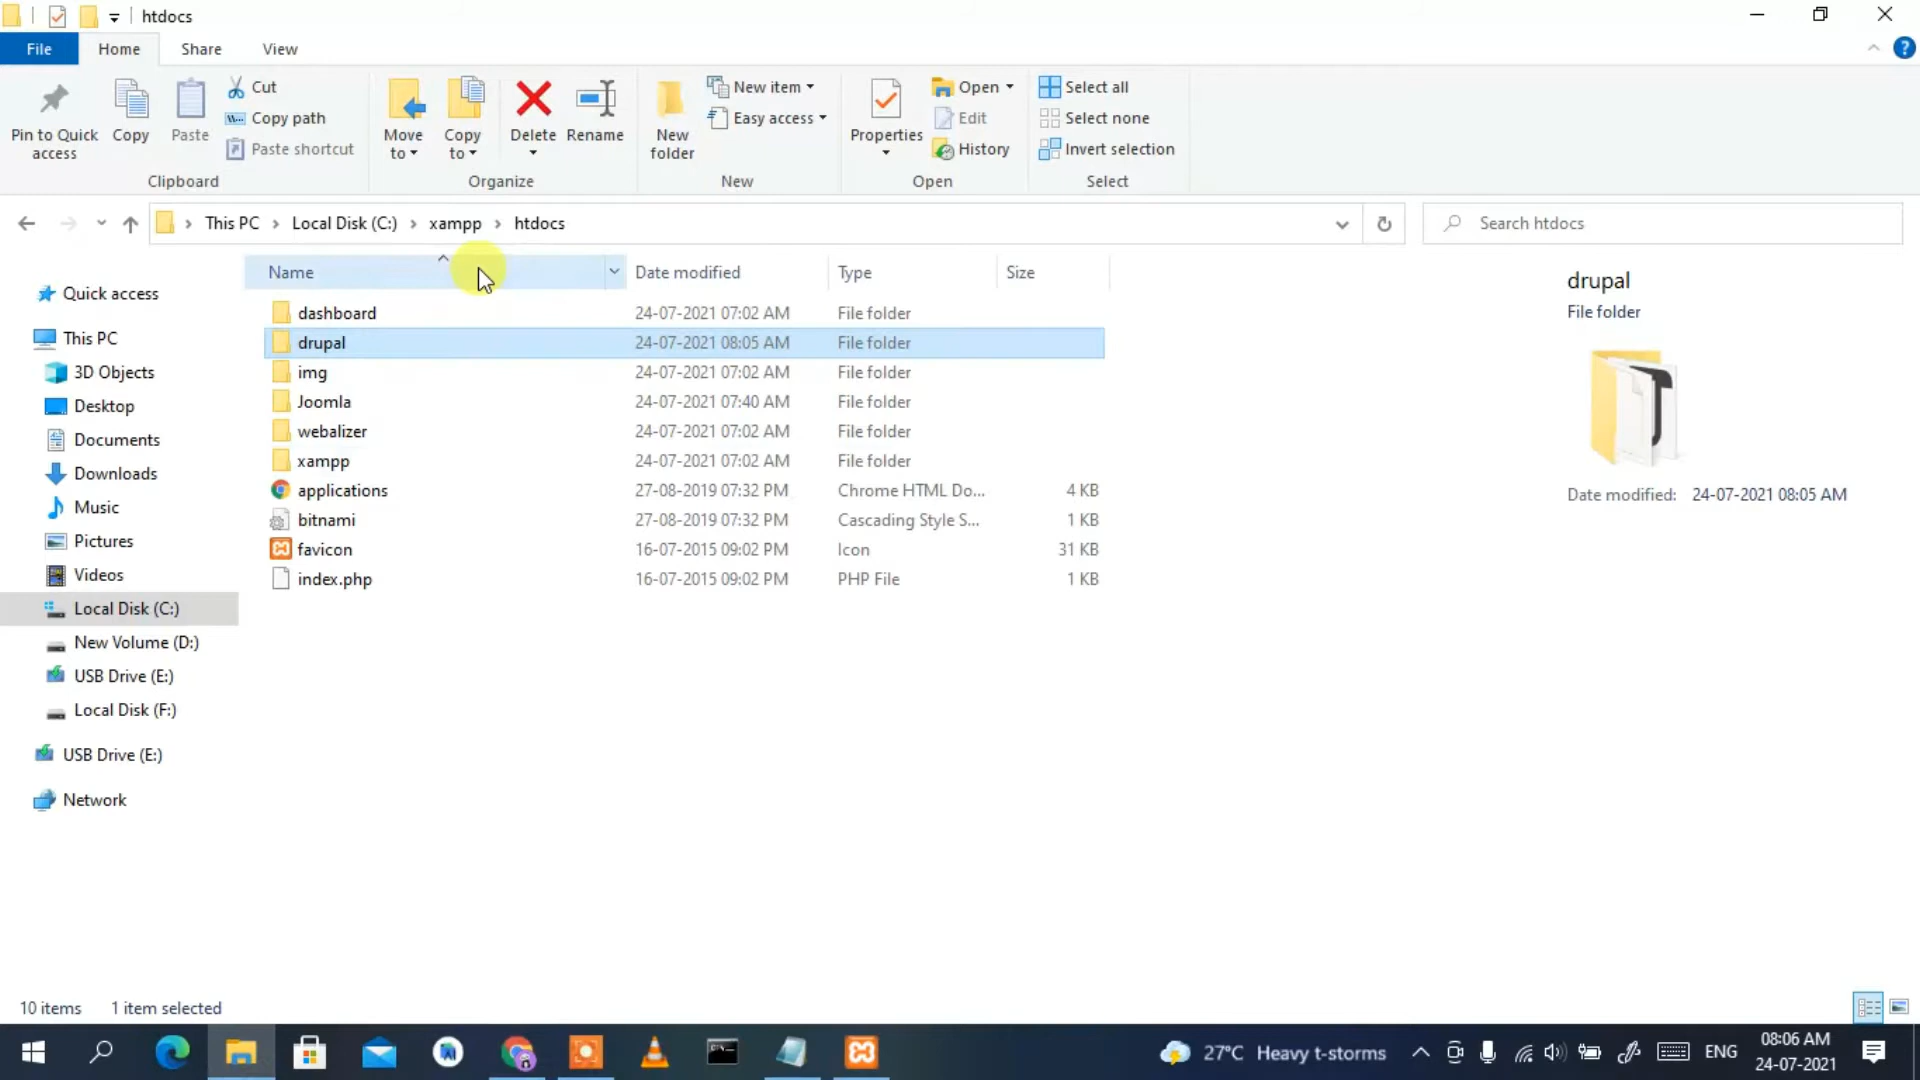 htdocs
File Home Share View
Pin to Quick access
Copy
Paste
Cut
Copy path
Paste shortcut
Clipboard
Move to
Copy to
Delete
Rename
Organize
New folder
New item
Easy access
New
Properties
Open
Edit
History
Open
Select all
Select none
Invert selection
Select
This PC › Local Disk (C:) › xampp › htdocs
Search htdocs
Quick access
This PC
3D Objects
Desktop
Documents
Downloads
Music
Pictures
Videos
Local Disk (C:)
New Volume (D:)
USB Drive (E:)
Local Disk (F:)
USB Drive (E:)
Network
Name Date modified Type Size
dashboard 24-07-2021 07:02 AM File folder
drupal 24-07-2021 08:05 AM File folder
img 24-07-2021 07:02 AM File folder
Joomla 24-07-2021 07:40 AM File folder
webalizer 24-07-2021 07:02 AM File folder
xampp 24-07-2021 07:02 AM File folder
applications 27-08-2019 07:32 PM Chrome HTML Do... 4 KB
bitnami 27-08-2019 07:32 PM Cascading Style S... 1 KB
favicon 16-07-2015 09:02 PM Icon 31 KB
index.php 16-07-2015 09:02 PM PHP File 1 KB
drupal
File folder
Date modified: 24-07-2021 08:05 AM
10 items 1 item selected
27°C Heavy t-storms
ENG
08:06 AM
24-07-2021